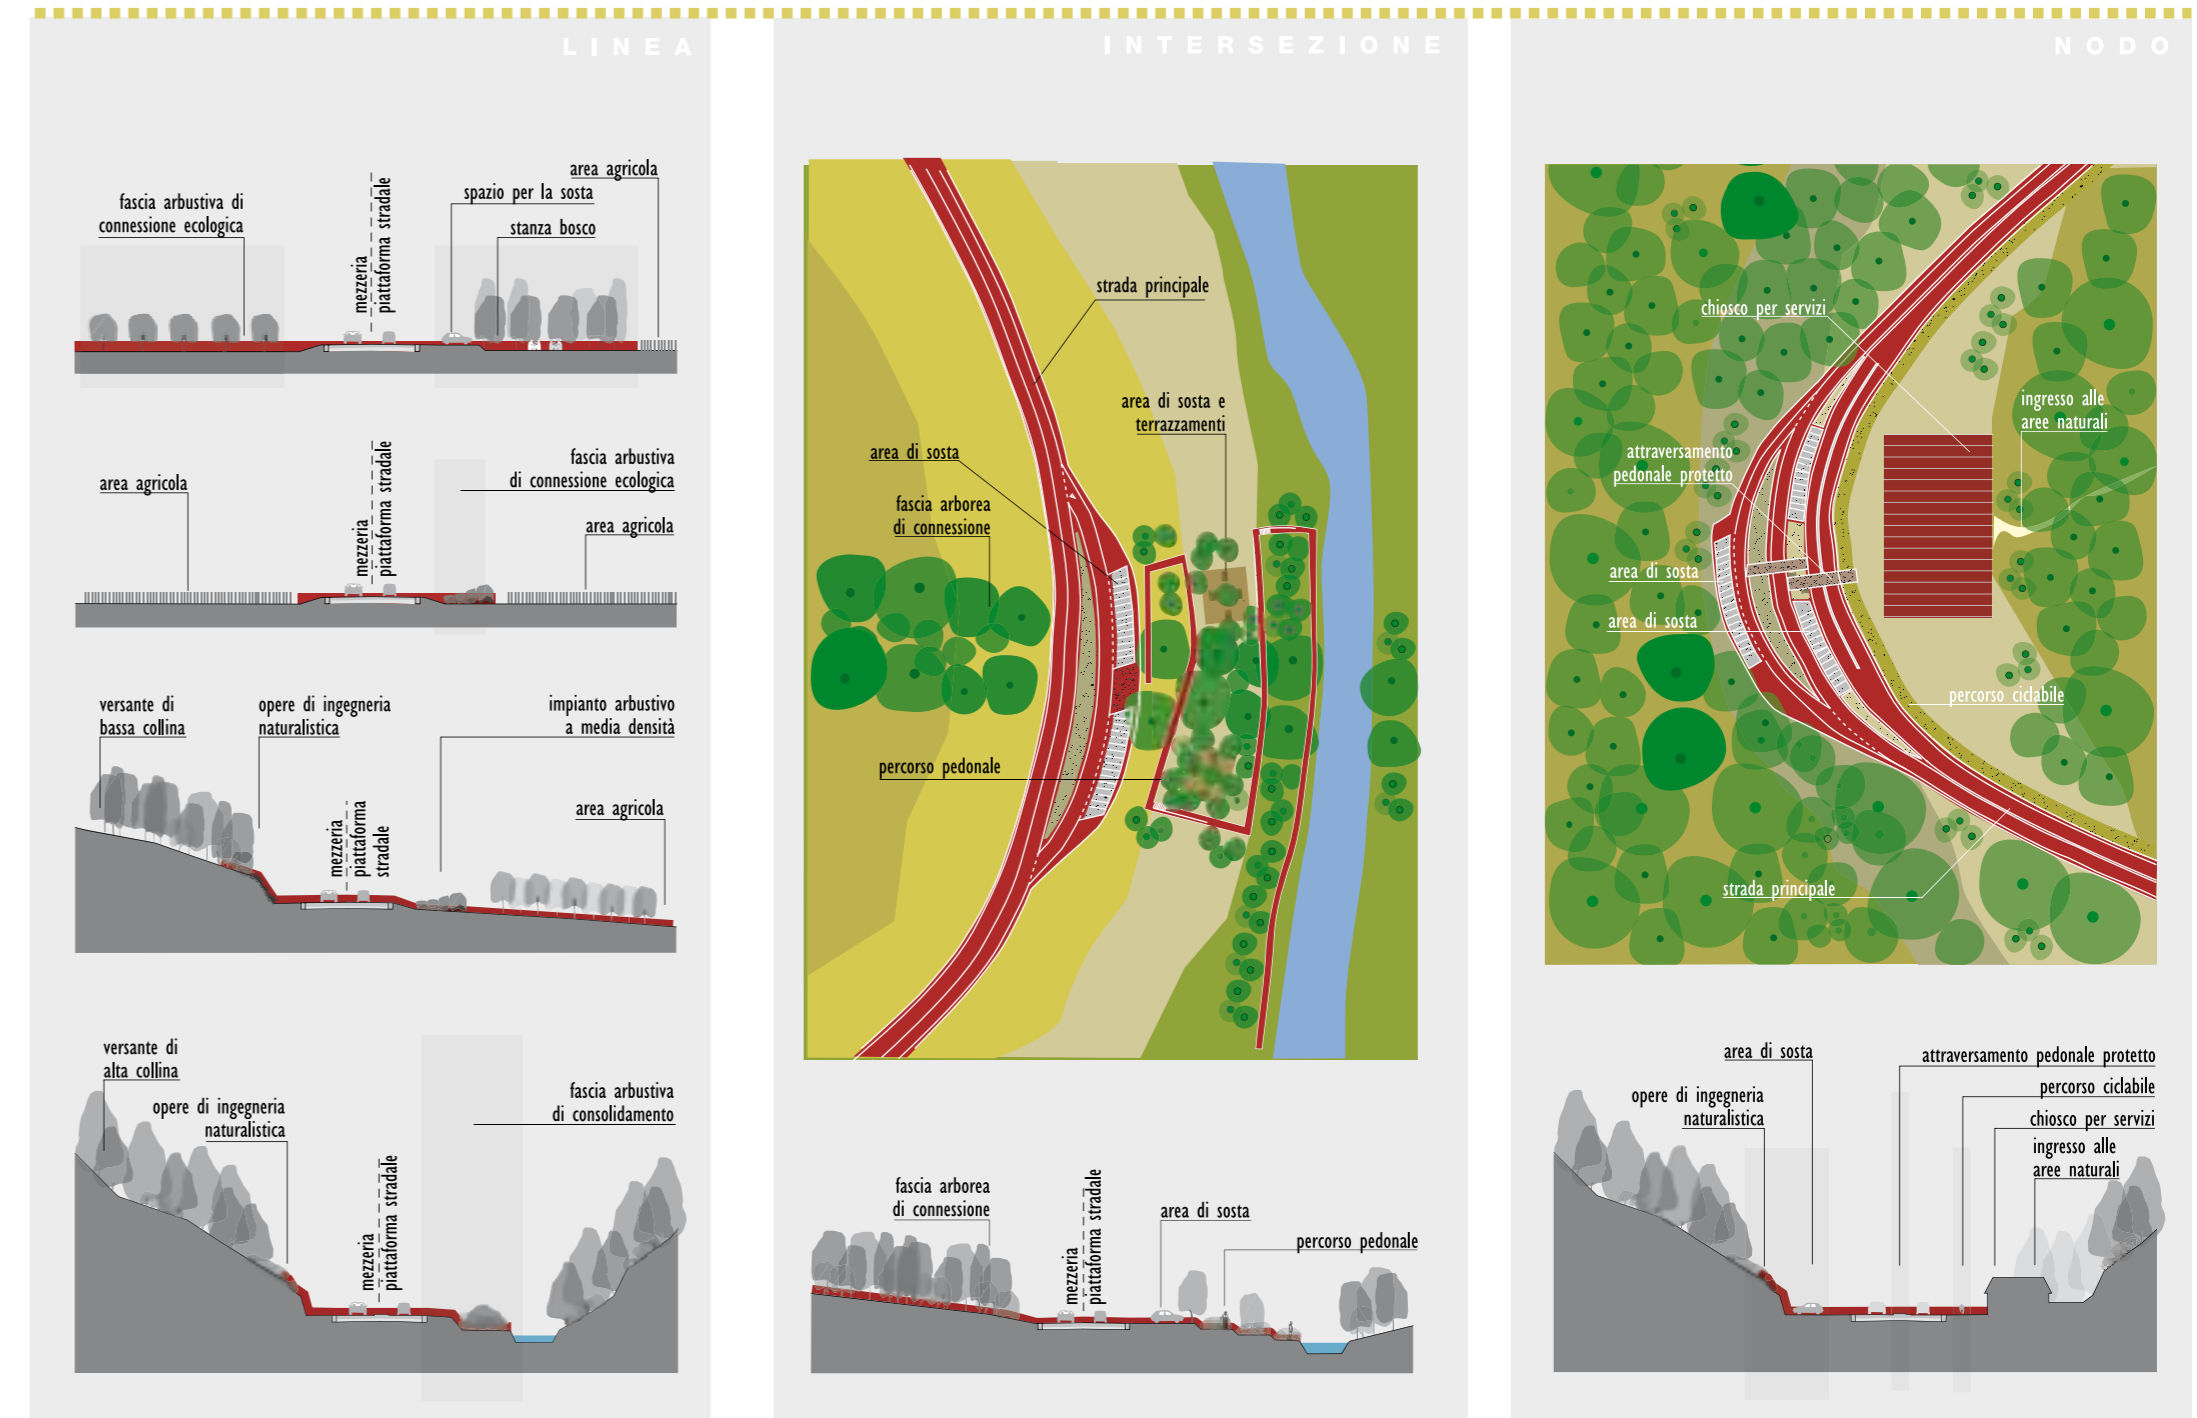 LINEA
area agricola
spazio per la sosta
stanza bosco
fascia arbustiva di
connessione ecologica
mezzeria
piattaforma stradale
area agricola
mezzeria
piattaforma stradale
fascia arbustiva
di connessione ecologica
area agricola
versante di
bassa collina
opere di ingegneria
naturalistica
impianto arbustivo
a media densità
mezzeria
piattaforma
stradale
area agricola
versante di
alta collina
opere di ingegneria
naturalistica
mezzeria
piattaforma stradale
fascia arbustiva
di consolidamento
INTERSEZIONE
strada principale
area di sosta e
terrazzamenti
area di sosta
fascia arborea
di connessione
percorso pedonale
fascia arborea
di connessione
mezzeria
piattaforma stradale
area di sosta
percorso pedonale
NODO
chiosco per servizi
ingresso alle
aree naturali
attraversamento
pedonale protetto
area di sosta
area di sosta
percorso ciclabile
strada principale
area di sosta
opere di ingegneria
naturalistica
attraversamento pedonale protetto
percorso ciclabile
chiosco per servizi
ingresso alle
aree naturali